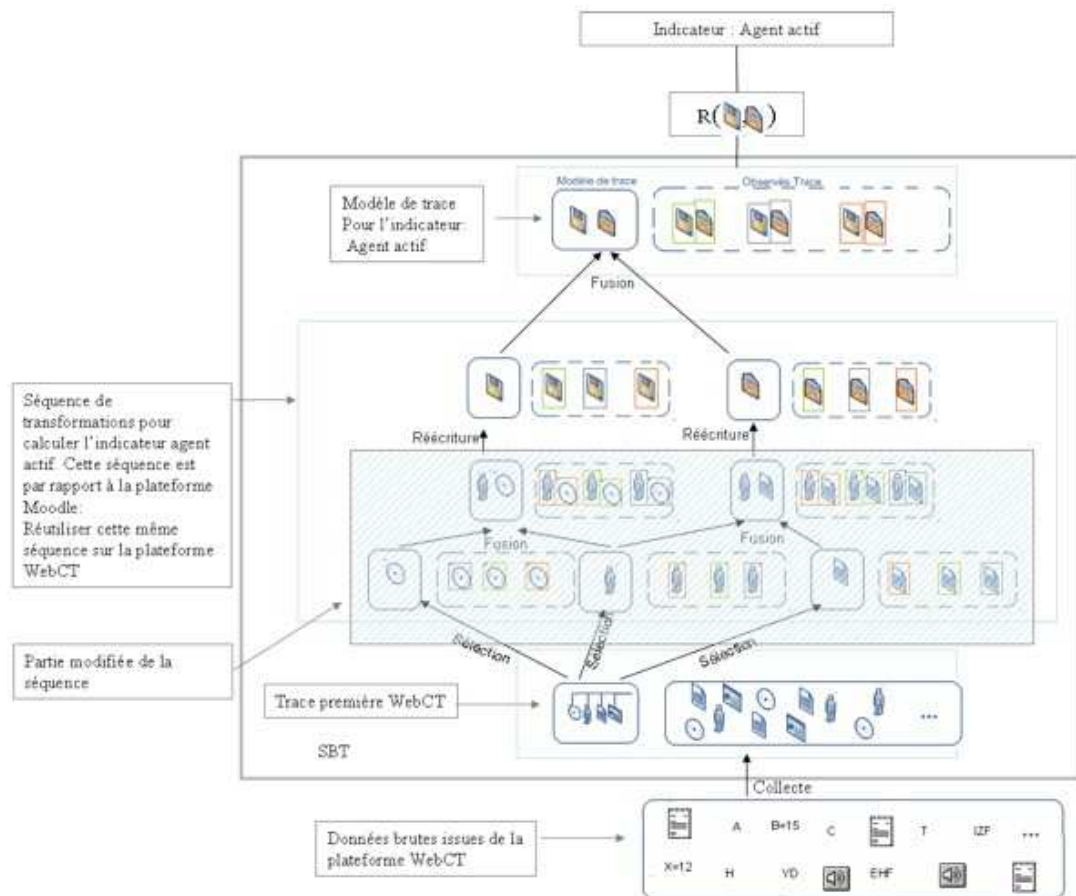 Indicateur : Agent actif
R( )
Modèle de trace
Observés Trace
Modèle de trace
Pour l'indicateur:
Agent actif
Fusion
Séquence de
transformations pour
calculer l'indicateur agent
actif. Cette séquence est
par rapport à la plateforme
Moodle:
Réutiliser cette même
séquence sur la plateforme
WebCT
Réécriture
Réécriture
Fusion
Fusion
Sélection
Sélection
Sélection
Partie modifiée de la
séquence
Trace première WebCT
...
SBT
Collecte
Données brutes issues de la
plateforme WebCT
A
B=15
C
T
IZF
...
X=12
H
YD
EHF